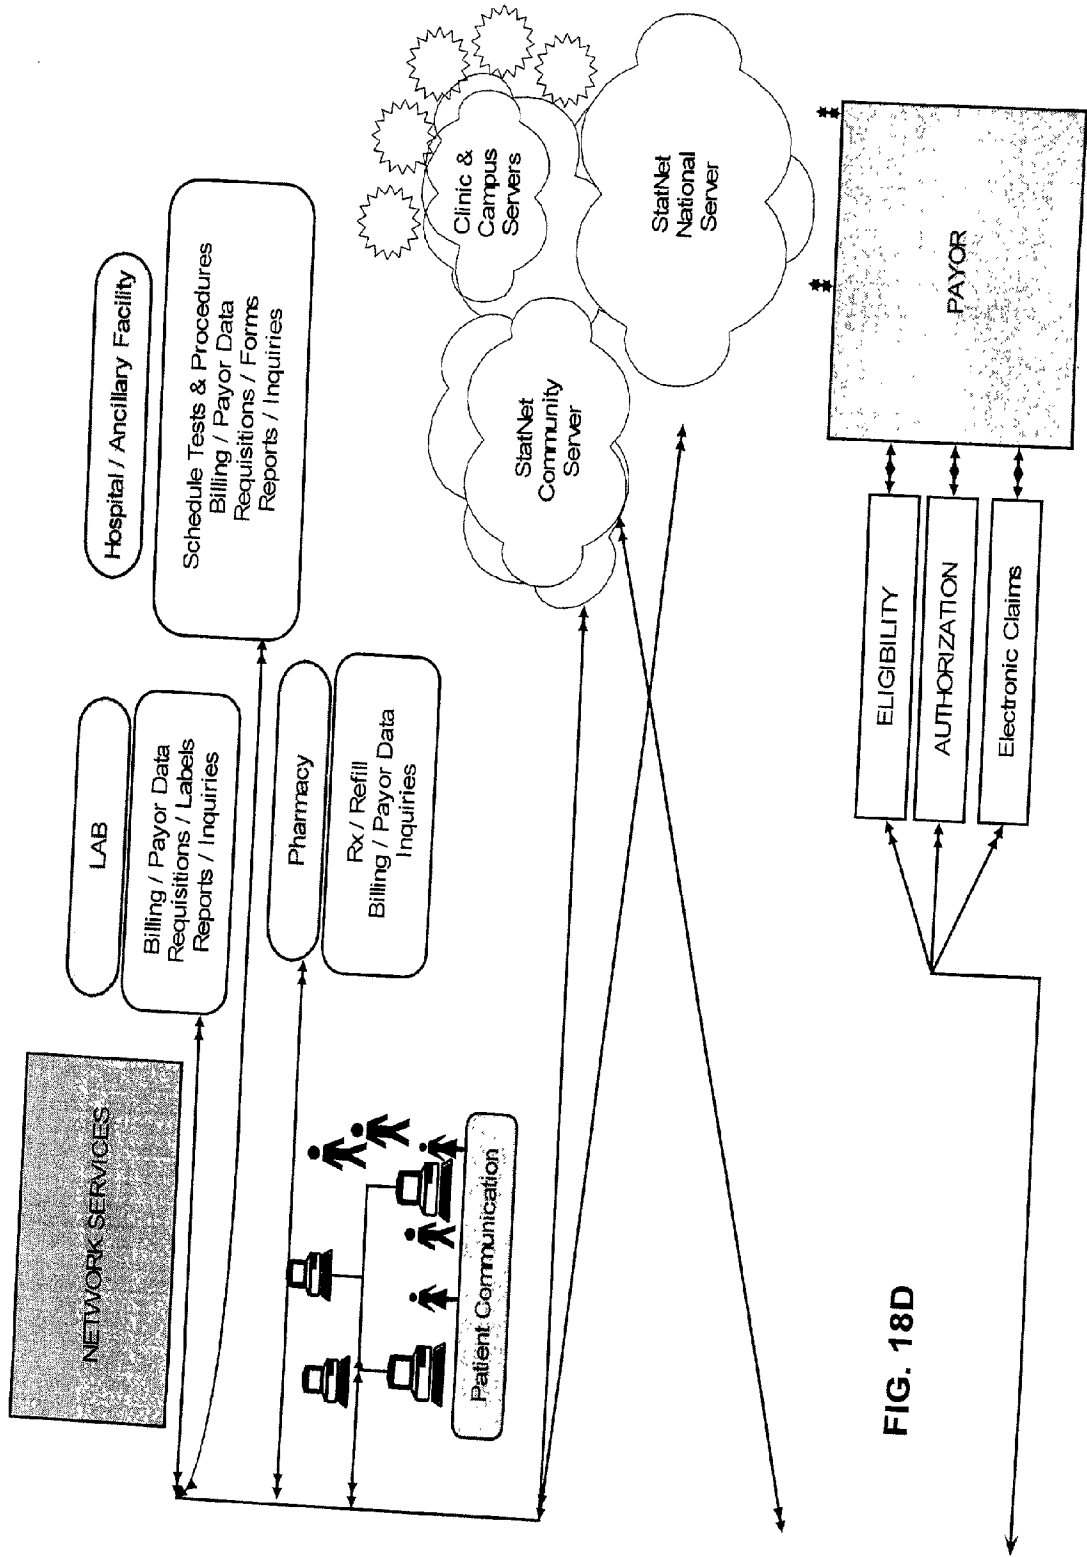 NETWORK SERVICES
LAB
Billing / Payor Data
Requisitions / Labels
Reports / Inquiries
Hospital / Ancillary Facility
Schedule Tests & Procedures
Billing / Payor Data
Requisitions / Forms
Reports / Inquiries
Pharmacy
Rx / Refill
Billing / Payor Data
Inquiries
Patient Communication
Clinic &
Campus
Servers
StatNet
Community
Server
StatNet
National
Server
ELIGIBILITY
AUTHORIZATION
Electronic Claims
PAYOR
FIG. 18D